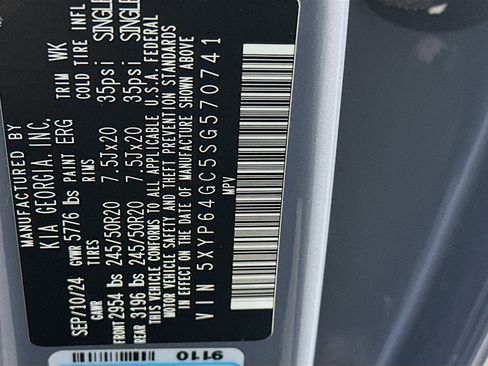 MANUFACTURED BY
KIA GEORGIA, INC.
SEP/10/24 GVWR 5776 lbs PAINT ERG TRIM WK
GAWR TIRES RIMS COLD TIRE INFL
FRONT 2954 lbs 245/50R20 7.5Jx20 35psi SINGLE
REAR 3196 lbs 245/50R20 7.5Jx20 35psi SINGLE
THIS VEHICLE CONFORMS TO ALL APPLICABLE U.S.A. FEDERAL
MOTOR VEHICLE SAFETY AND THEFT PREVENTION STANDARDS
IN EFFECT ON THE DATE OF MANUFACTURE SHOWN ABOVE
VIN 5XYP64GC5SG570741
MPV
9110